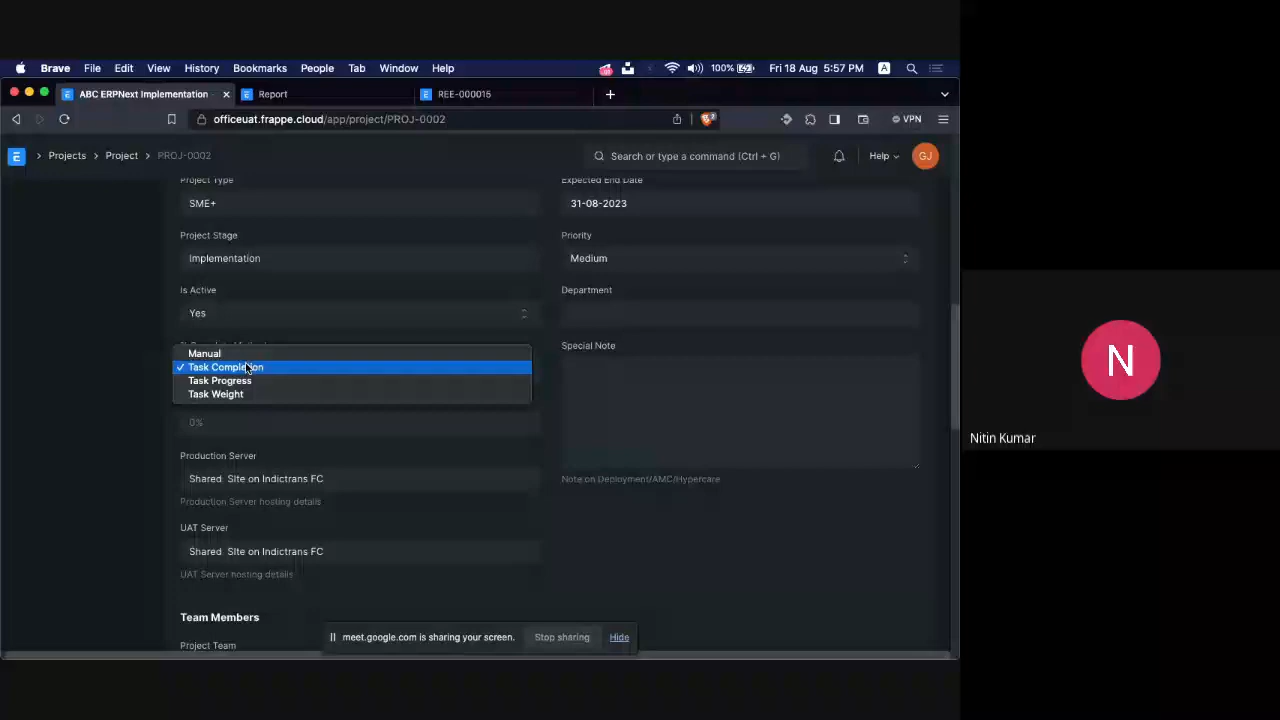 Brave File Edit View History Bookmarks People Tab Window Help 100% Fri 18 Aug 5:57 PM A
ABC ERPNext Implementation Report REE-000015
officeuat.frappe.cloud/app/project/PROJ-0002 2 VPN
E Projects Project PROJ-0002 Search or type a command (Ctrl + G) Help GJ
Project Type Expected End Date
SME+ 31-08-2023
Project Stage Priority
Implementation Medium
Is Active Department
Yes
Special Note
Manual
Task Completion
Task Progress
Task Weight
0%
Production Server
Shared SIte on Indictrans FC Note on Deployment/AMC/Hypercare
Production Server hosting details
UAT Server
Shared SIte on Indictrans FC
UAT Server hosting details
Team Members
Project Team
meet.google.com is sharing your screen. Stop sharing Hide
N
Nitin Kumar